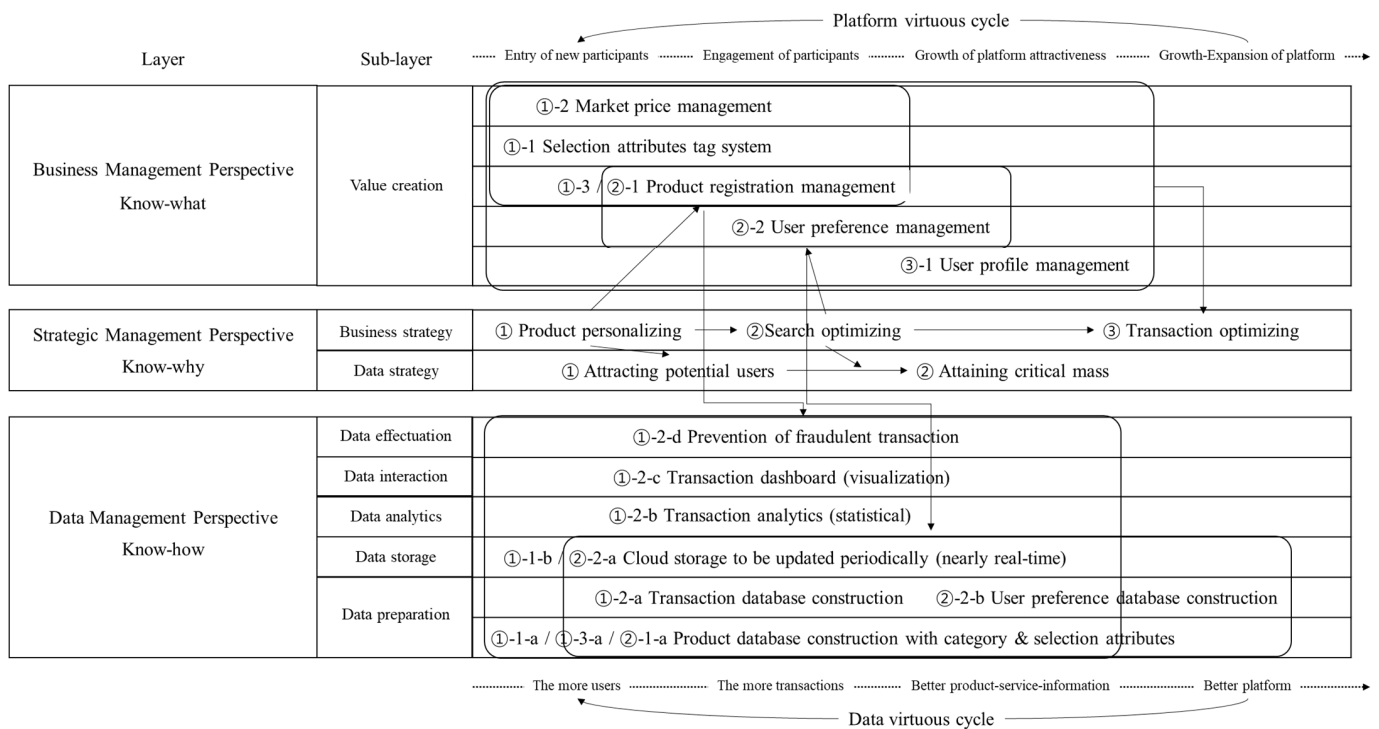 Platform virtuous cycle
Layer Sub-layer Entry of new participants Engagement of participants Growth of platform attractiveness Growth-Expansion of platform
Business Management Perspective
Know-what
Value creation
①-2 Market price management
①-1 Selection attributes tag system
①-3 / ②-1 Product registration management
②-2 User preference management
③-1 User profile management
Strategic Management Perspective
Know-why
Business strategy
① Product personalizing ②Search optimizing ③ Transaction optimizing
Data strategy
① Attracting potential users ② Attaining critical mass
Data Management Perspective
Know-how
Data effectuation
①-2-d Prevention of fraudulent transaction
Data interaction
①-2-c Transaction dashboard (visualization)
Data analytics
①-2-b Transaction analytics (statistical)
Data storage
①-1-b / ②-2-a Cloud storage to be updated periodically (nearly real-time)
Data preparation
①-2-a Transaction database construction ②-2-b User preference database construction
①-1-a / ①-3-a / ②-1-a Product database construction with category & selection attributes
The more users The more transactions Better product-service-information Better platform
Data virtuous cycle